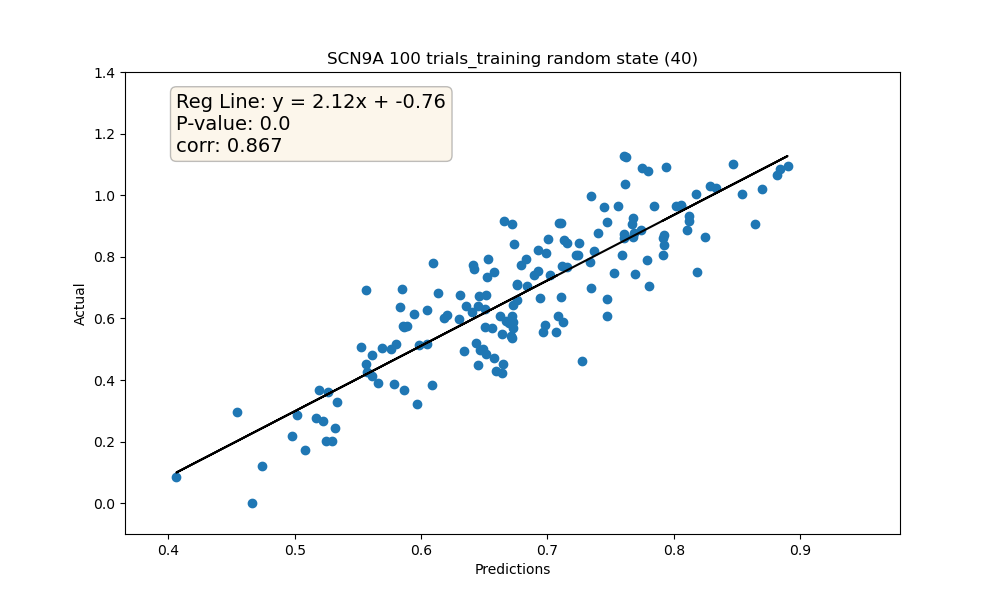 SCN9A 100 trials_training random state (40)
Reg Line: y = 2.12x + -0.76
P-value: 0.0
corr: 0.867
1.4
1.2
1.0
0.8
0.6
0.4
0.2
0.0
Actual
0.4 0.5 0.6 0.7 0.8 0.9
Predictions